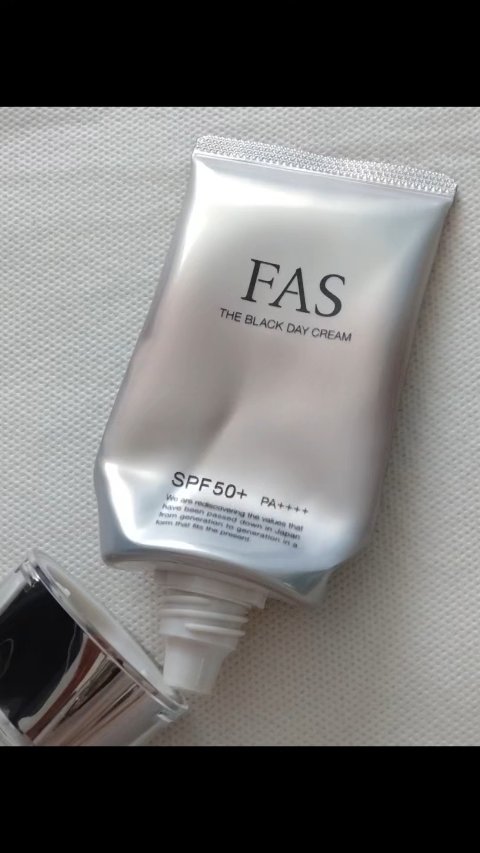 FAS
THE BLACK DAY CREAM
SPF50+ PA++++
We are rediscovering the values that
have been passed down in Japan
from generation to generation in a
form that fits the present.